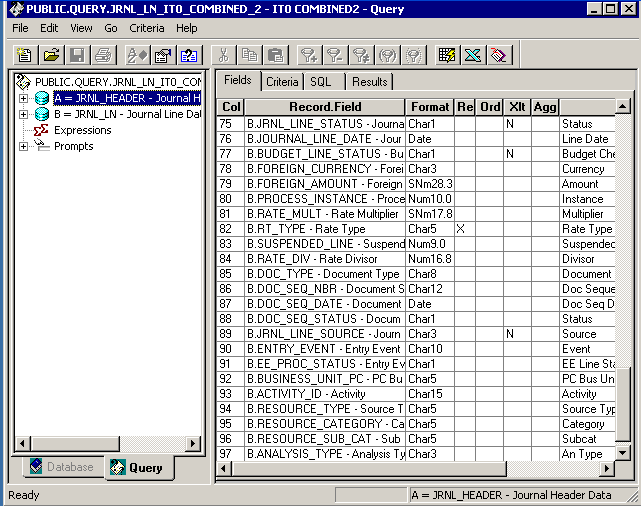 PUBLIC.QUERY.JRNL_LN_ITO_COMBINED_2 - ITO COMBINED2 - Query
File Edit View Go Criteria Help
PUBLIC.QUERY.JRNL_LN_ITO_COM
A = JRNL_HEADER - Journal H
B = JRNL_LN - Journal Line Da
Expressions
Prompts
Database Query
Fields Criteria SQL Results
Col Record.Field Format Re Ord Xlt Agg
75 B.JRNL_LINE_STATUS - Journa Char1 N Status
76 B.JOURNAL_LINE_DATE - Jour Date Line Date
77 B.BUDGET_LINE_STATUS - Bu Char1 N Budget Che
78 B.FOREIGN_CURRENCY - Forei Char3 Currency
79 B.FOREIGN_AMOUNT - Foreign SNm28.3 Amount
80 B.PROCESS_INSTANCE - Proce Num10.0 Instance
81 B.RATE_MULT - Rate Multiplier SNm17.8 Multiplier
82 B.RT_TYPE - Rate Type Char5 X Rate Type
83 B.SUSPENDED_LINE - Suspend Num9.0 Suspended
84 B.RATE_DIV - Rate Divisor Num16.8 Divisor
85 B.DOC_TYPE - Document Type Char8 Document
86 B.DOC_SEQ_NBR - Document S Char12 Doc Seque
87 B.DOC_SEQ_DATE - Document Date Doc Seq D
88 B.DOC_SEQ_STATUS - Docum Char1 Status
89 B.JRNL_LINE_SOURCE - Journ Char3 N Source
90 B.ENTRY_EVENT - Entry Event Char10 Event
91 B.EE_PROC_STATUS - Entry Ev Char1 EE Line Sta
92 B.BUSINESS_UNIT_PC - PC Bu Char5 PC Bus Un
93 B.ACTIVITY_ID - Activity Char15 Activity
94 B.RESOURCE_TYPE - Source T Char5 Source Typ
95 B.RESOURCE_CATEGORY - Ca Char5 Category
96 B.RESOURCE_SUB_CAT - Sub Char5 Subcat
97 B.ANALYSIS_TYPE - Analysis Ty Char3 An Type
Ready A = JRNL_HEADER - Journal Header Data